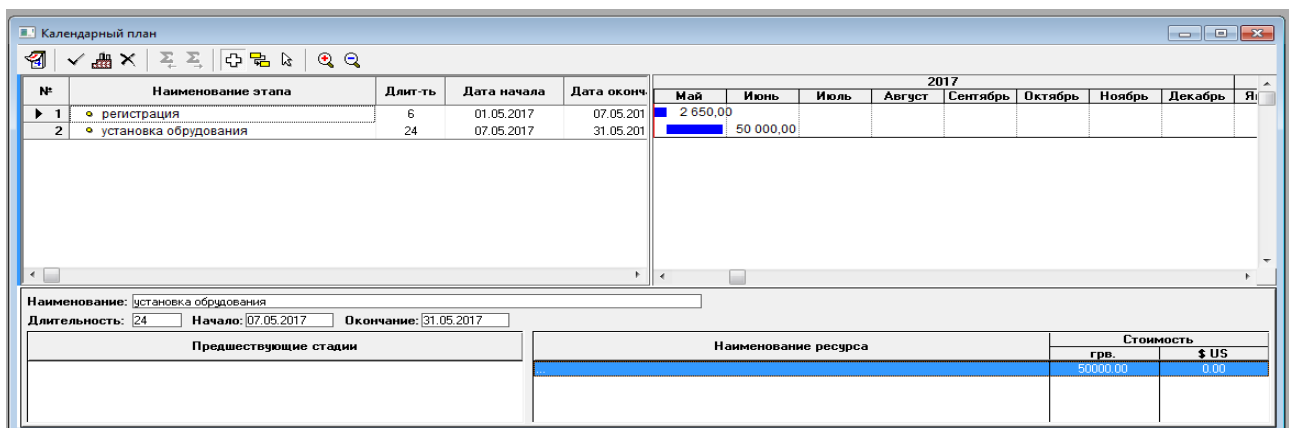 Календарный план
2017
№ Наименование этапа Длит-ть Дата начала Дата оконч
Май Июнь Июль Август Сентябрь Октябрь Ноябрь Декабрь
1 регистрация 6 01.05.2017 07.05.201 2 650,00
2 установка обрудования 24 07.05.2017 31.05.201 50 000,00
Наименование: установка обрудования
Длительность: 24 Начало: 07.05.2017 Окончание: 31.05.2017
Предшествующие стадии Наименование ресурса Стоимость
грв. $ US
... 50000.00 0.00